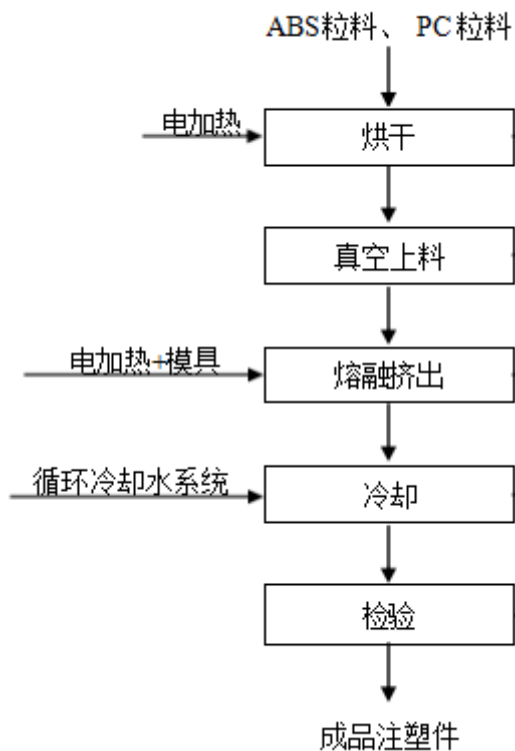 ABS粒料、 PC 粒料
电加热
烘干
真空上料
电加热+模具
熔融挤出
循环冷却水系统
冷却
检验
成品注塑件